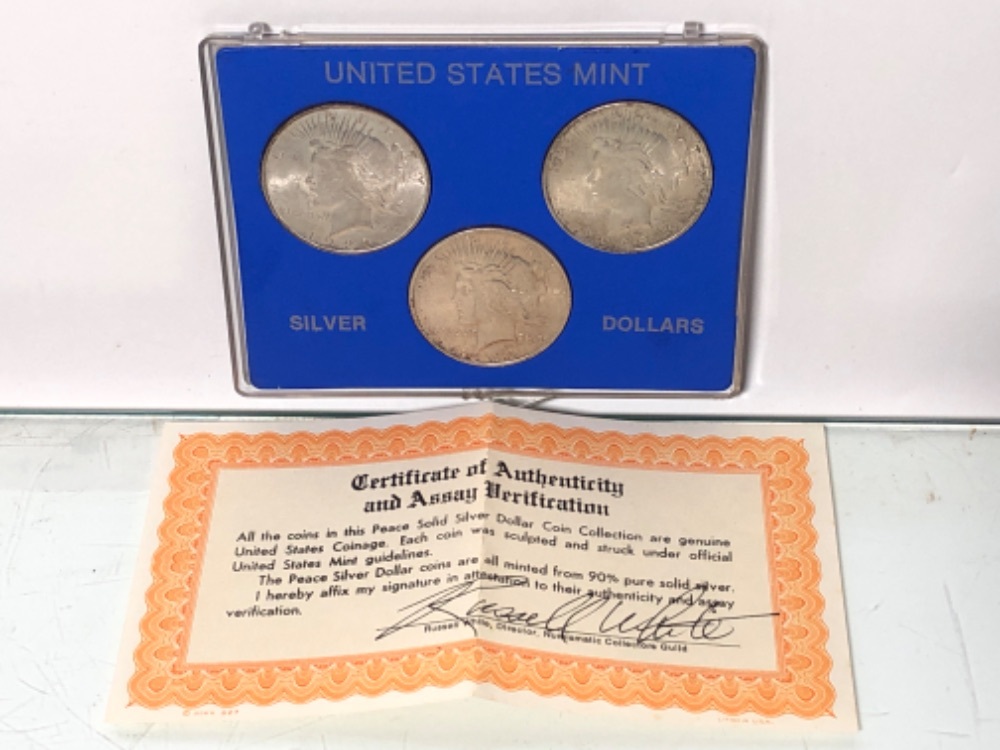 UNITED STATES MINT
SILVER DOLLARS
Certificate of Authenticity
and Assay Verification
All the coins in this Peace Solid Silver Dollar Coin Collection are genuine
United States Coinage. Each coin was sculpted and struck under official
United States Mint guidelines.
The Peace Silver Dollar coins are all minted from 90% pure solid silver.
I hereby affix my signature in attestation to their authenticity and assay
verification.
Russell White
Russell White, Director, Numismatic Collectors Guild